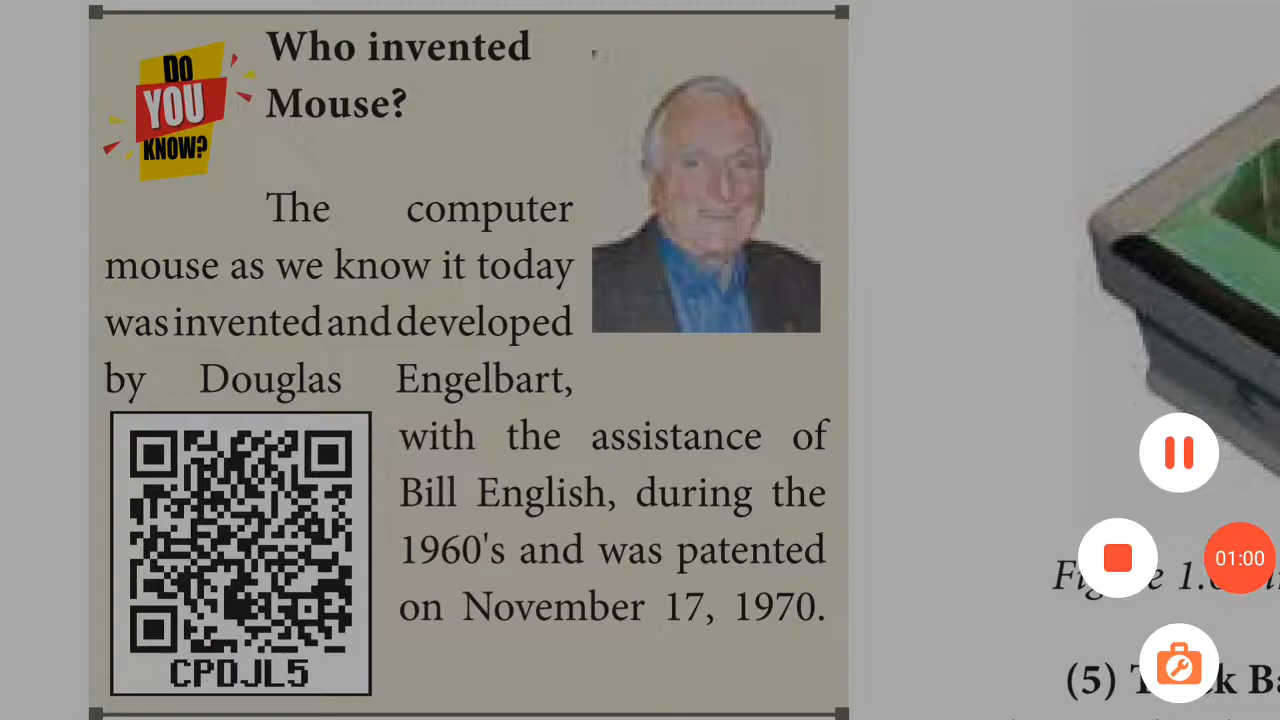 DO
YOU
KNOW?
Who invented
Mouse?
The computer
mouse as we know it today
was invented and developed
by Douglas Engelbart,
with the assistance of
Bill English, during the
1960's and was patented
on November 17, 1970.
CPDJL5
01:00
(5)